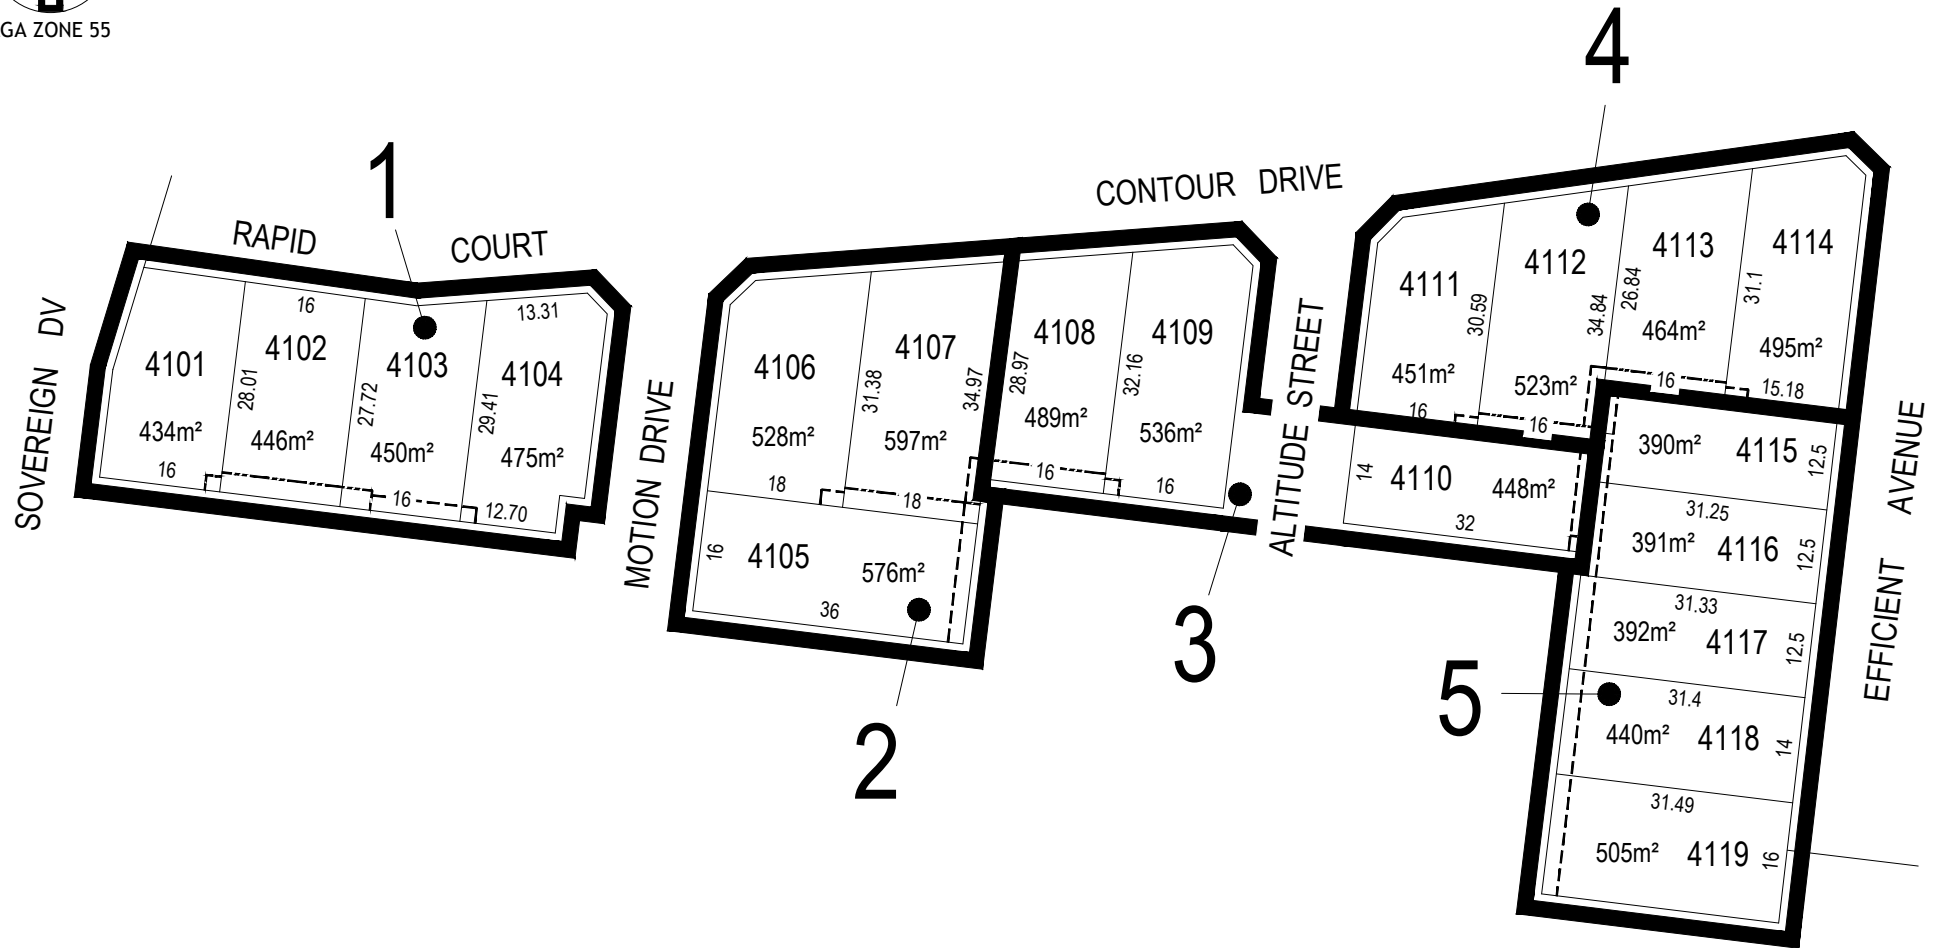 GA ZONE 55
1
4
RAPID COURT
CONTOUR DRIVE
SOVEREIGN DV
MOTION DRIVE
ALTITUDE STREET
EFFICIENT AVENUE
4101
434m²
16
28.01
16
4102
446m²
27.72
4103
450m²
16
29.41
13.31
4104
475m²
12.70
4106
528m²
18
31.38
4107
597m²
18
34.97
4105
576m²
16
36
2
28.97
4108
489m²
16
32.16
4109
536m²
16
3
4111
451m²
16
30.59
4112
523m²
16
34.84
26.84
4113
464m²
16
31.1
4114
495m²
15.18
14
4110
448m²
32
390m²
4115
12.5
31.25
391m²
4116
12.5
31.33
392m²
4117
12.5
5
31.4
440m²
4118
14
31.49
505m²
4119
16